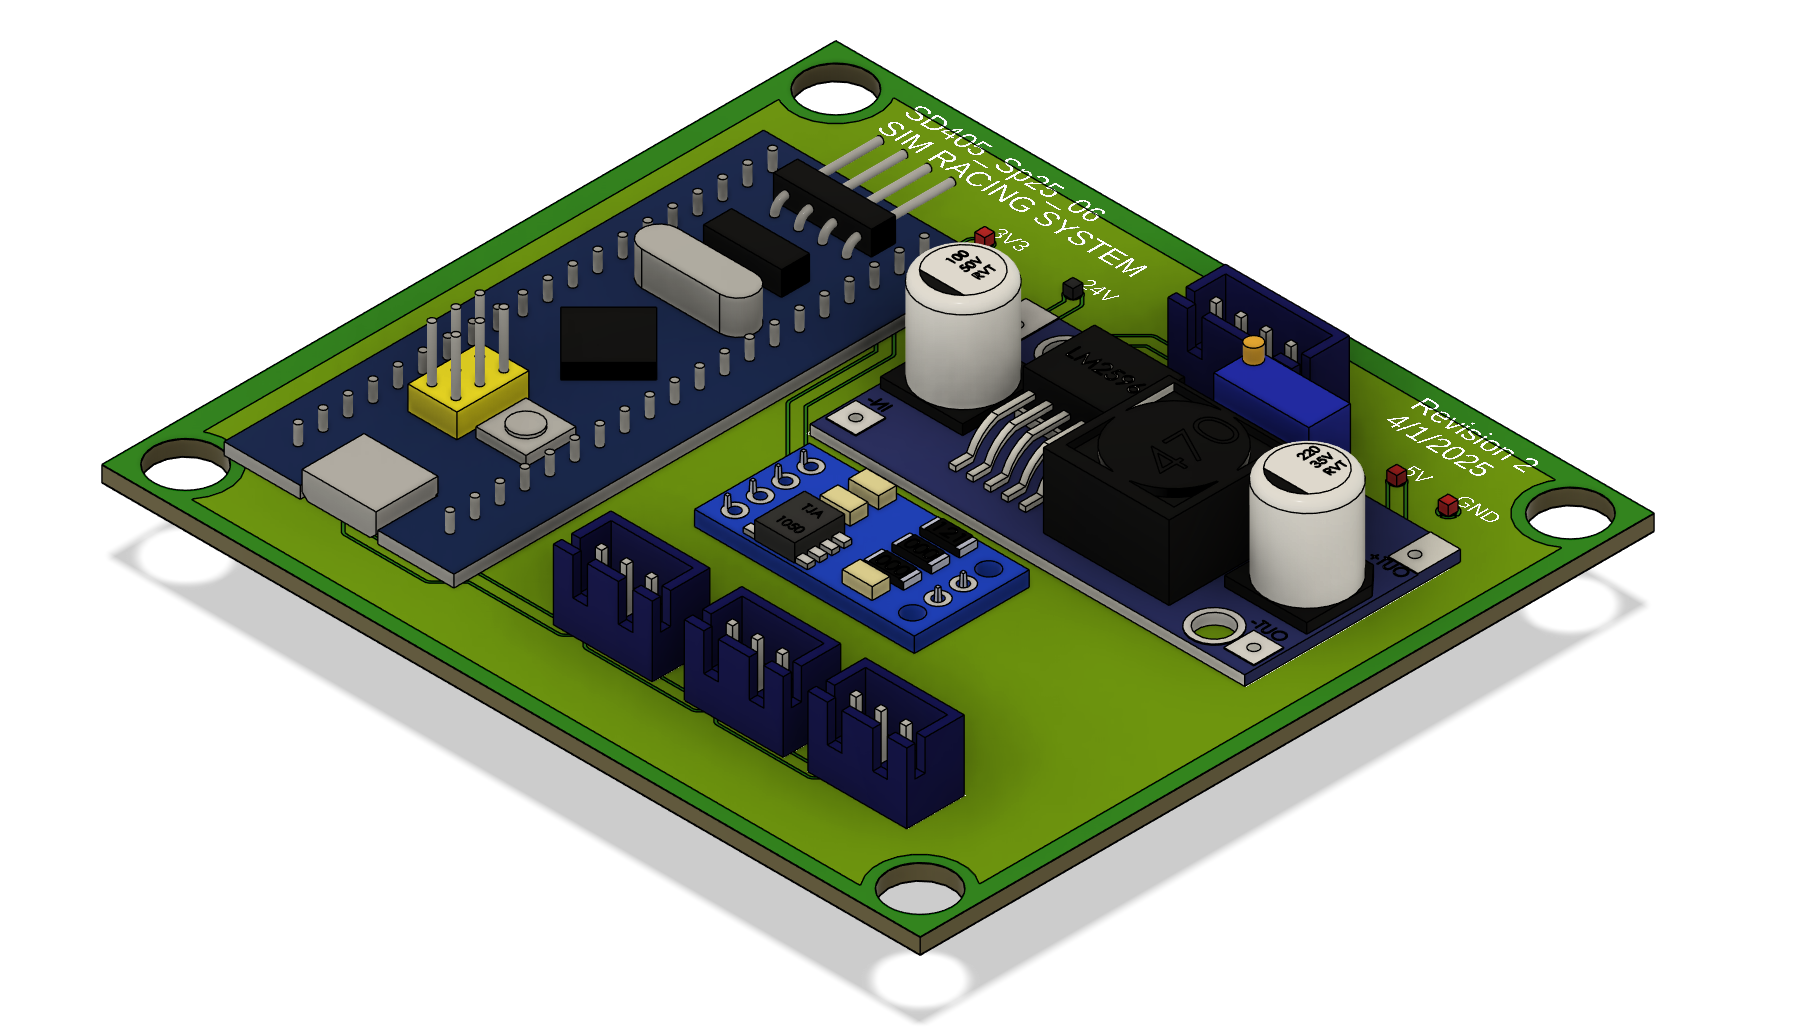 SD405_Sp25_06
SIM RACING SYSTEM
3V3
24V
100
50V
RVT
LM2596
-NI
470
Revision 2
4/1/2025
220
35V
RVT
5V
GND
TJA
1050
OUT+
OUT-